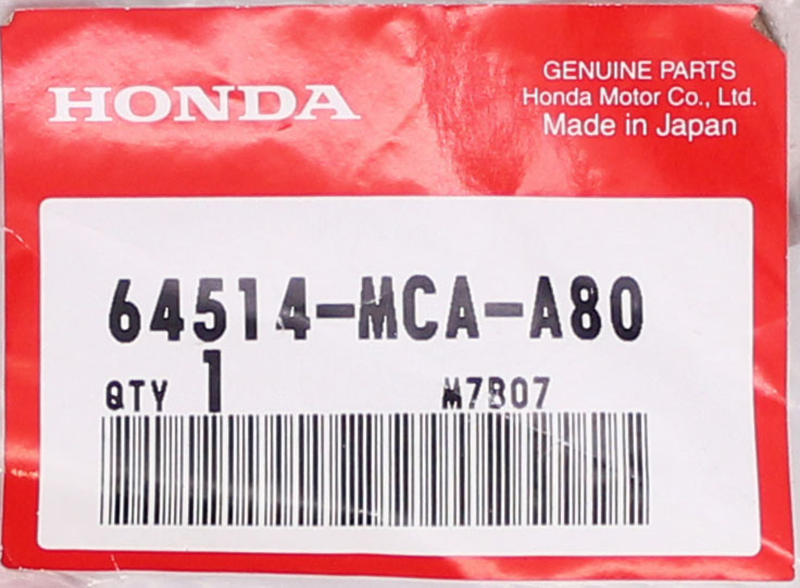 HONDA
GENUINE PARTS
Honda Motor Co., Ltd.
Made in Japan
64514-MCA-A80
QTY 1
M7B07